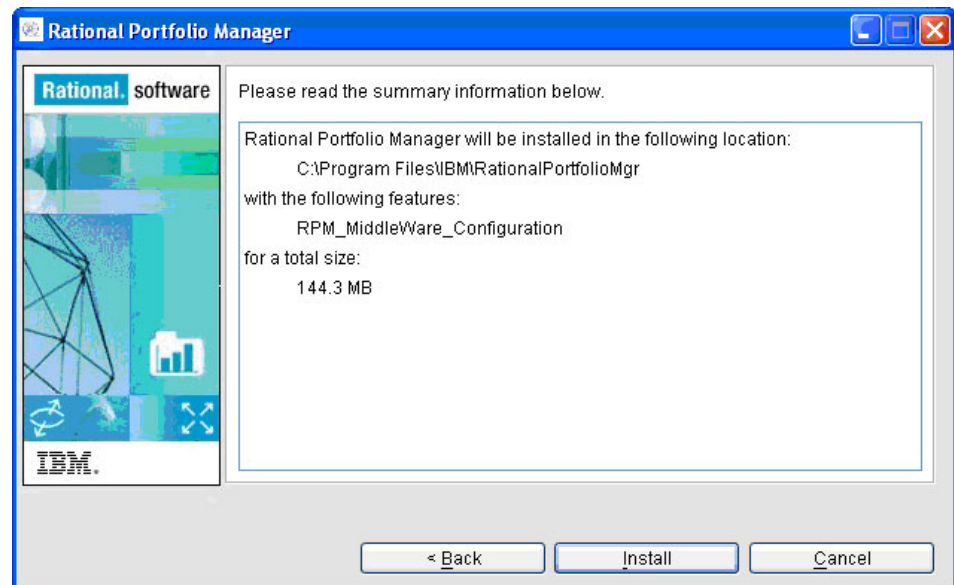 Rational Portfolio Manager
Rational. software
Please read the summary information below.
Rational Portfolio Manager will be installed in the following location:
C:\Program Files\IBM\RationalPortfolioMgr
with the following features:
RPM_MiddleWare_Configuration
for a total size:
144.3 MB
IBM.
< Back
Install
Cancel